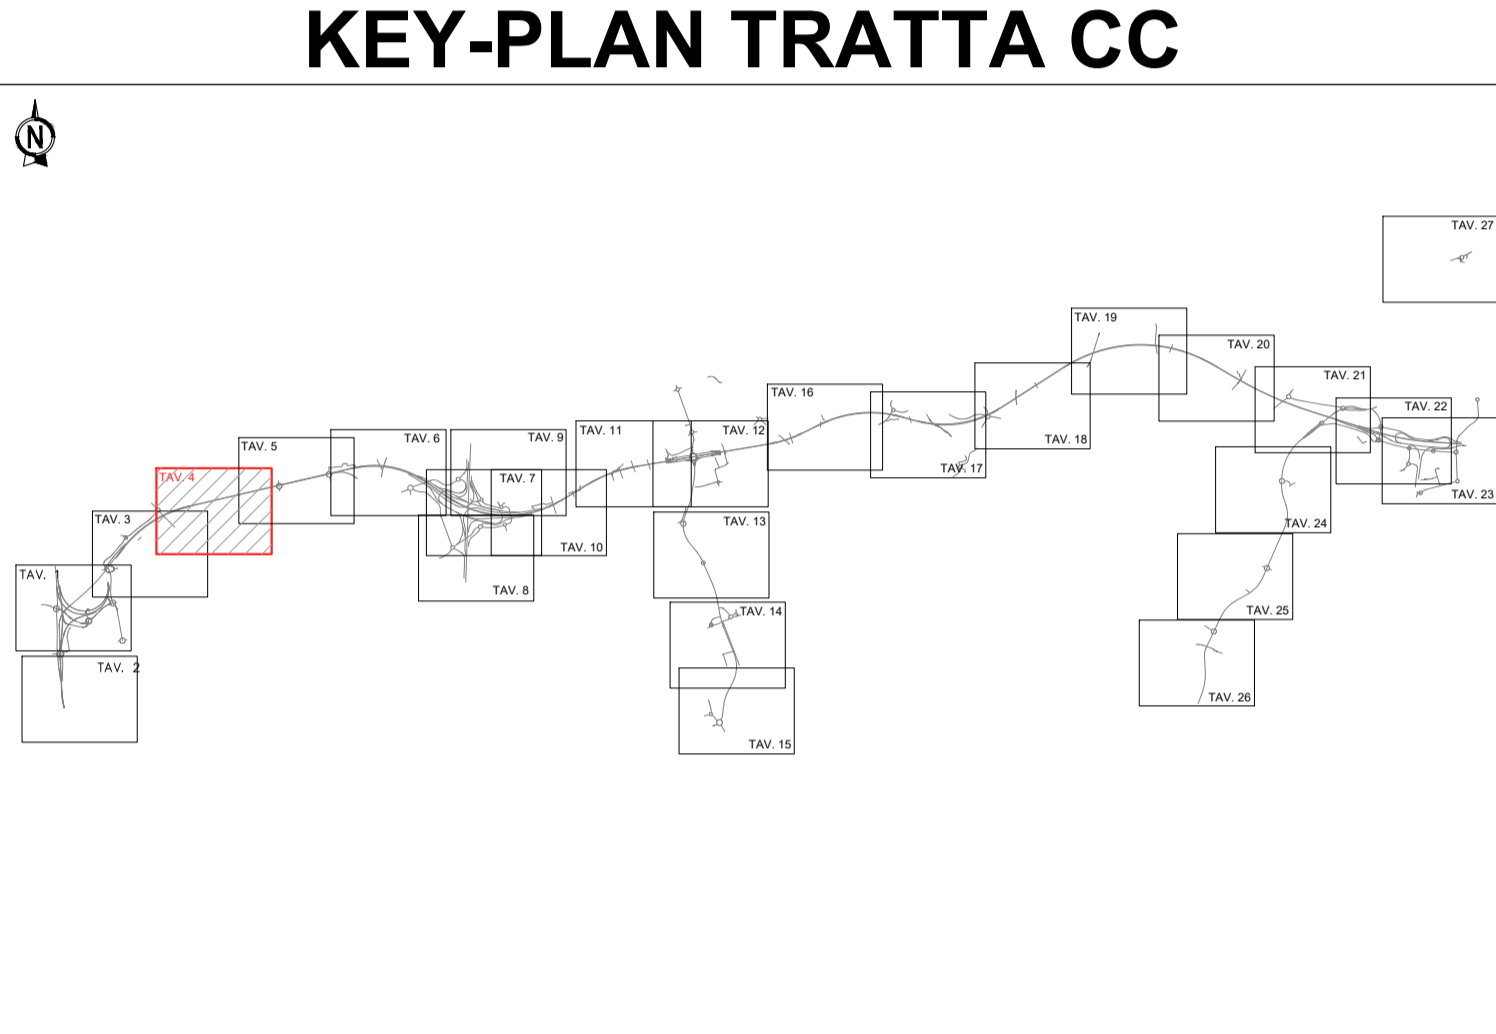 KEY-PLAN TRATTA CC
N
TAV. 27
TAV. 19
TAV. 20
TAV. 21
TAV. 16
TAV. 22
TAV. 5
TAV. 6
TAV. 9
TAV. 11
TAV. 12
TAV. 18
TAV. 17
TAV. 4
TAV. 7
TAV. 23
TAV. 3
TAV. 13
TAV. 24
TAV. 10
TAV. 1
TAV. 8
TAV. 14
TAV. 25
TAV. 2
TAV. 26
TAV. 15